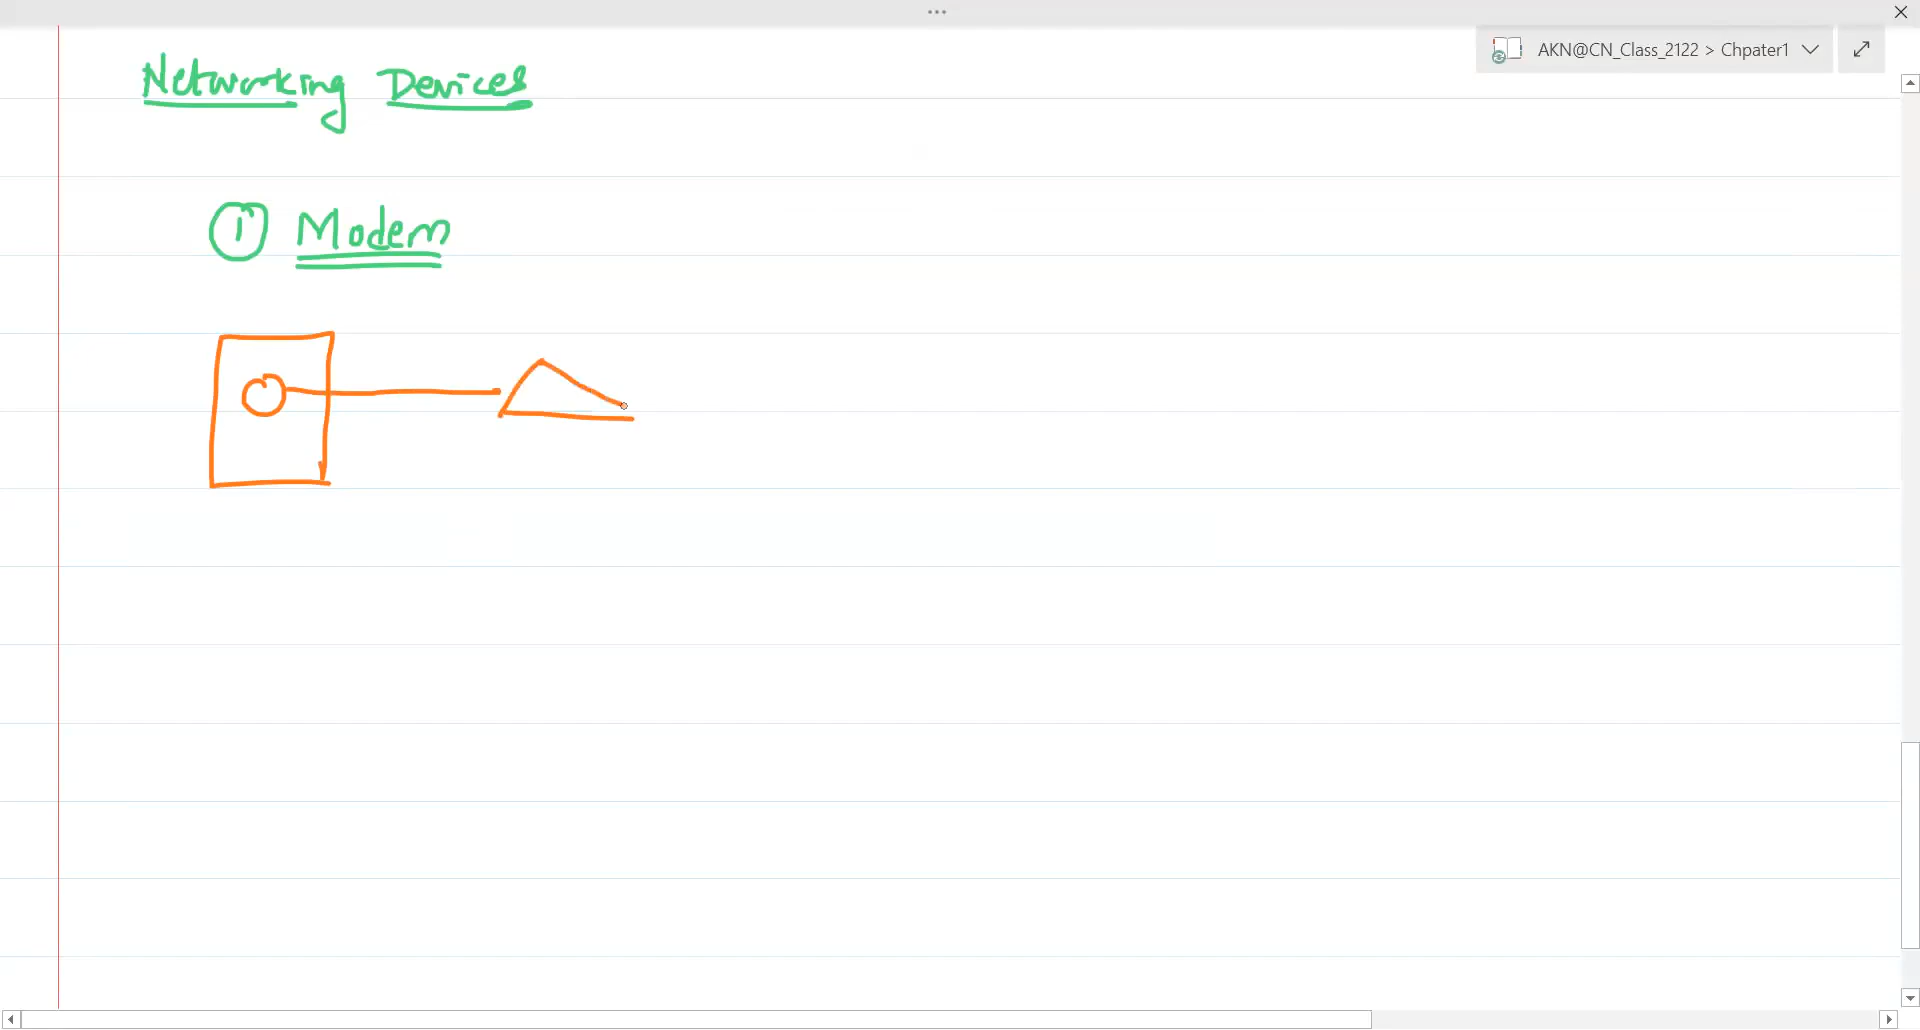 AKN@CN_Class_2122 > Chpater1
Networking Devices
① Modem